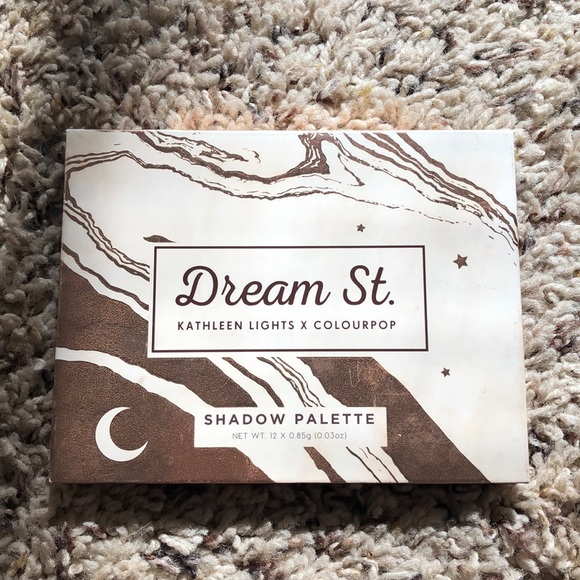 Dream St.
KATHLEEN LIGHTS X COLOURPOP
SHADOW PALETTE
NET WT. 12 X 0.85g (0.03oz)